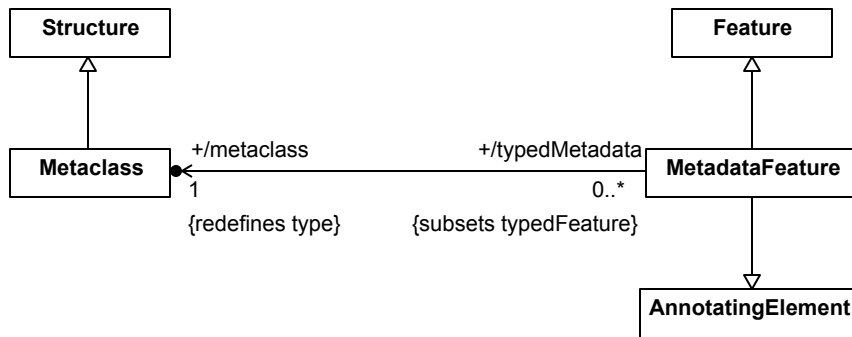 Structure
Feature
+/metaclass
+/typedMetadata
Metaclass
MetadataFeature
1
0..*
{redefines type}
{subsets typedFeature}
AnnotatingElement